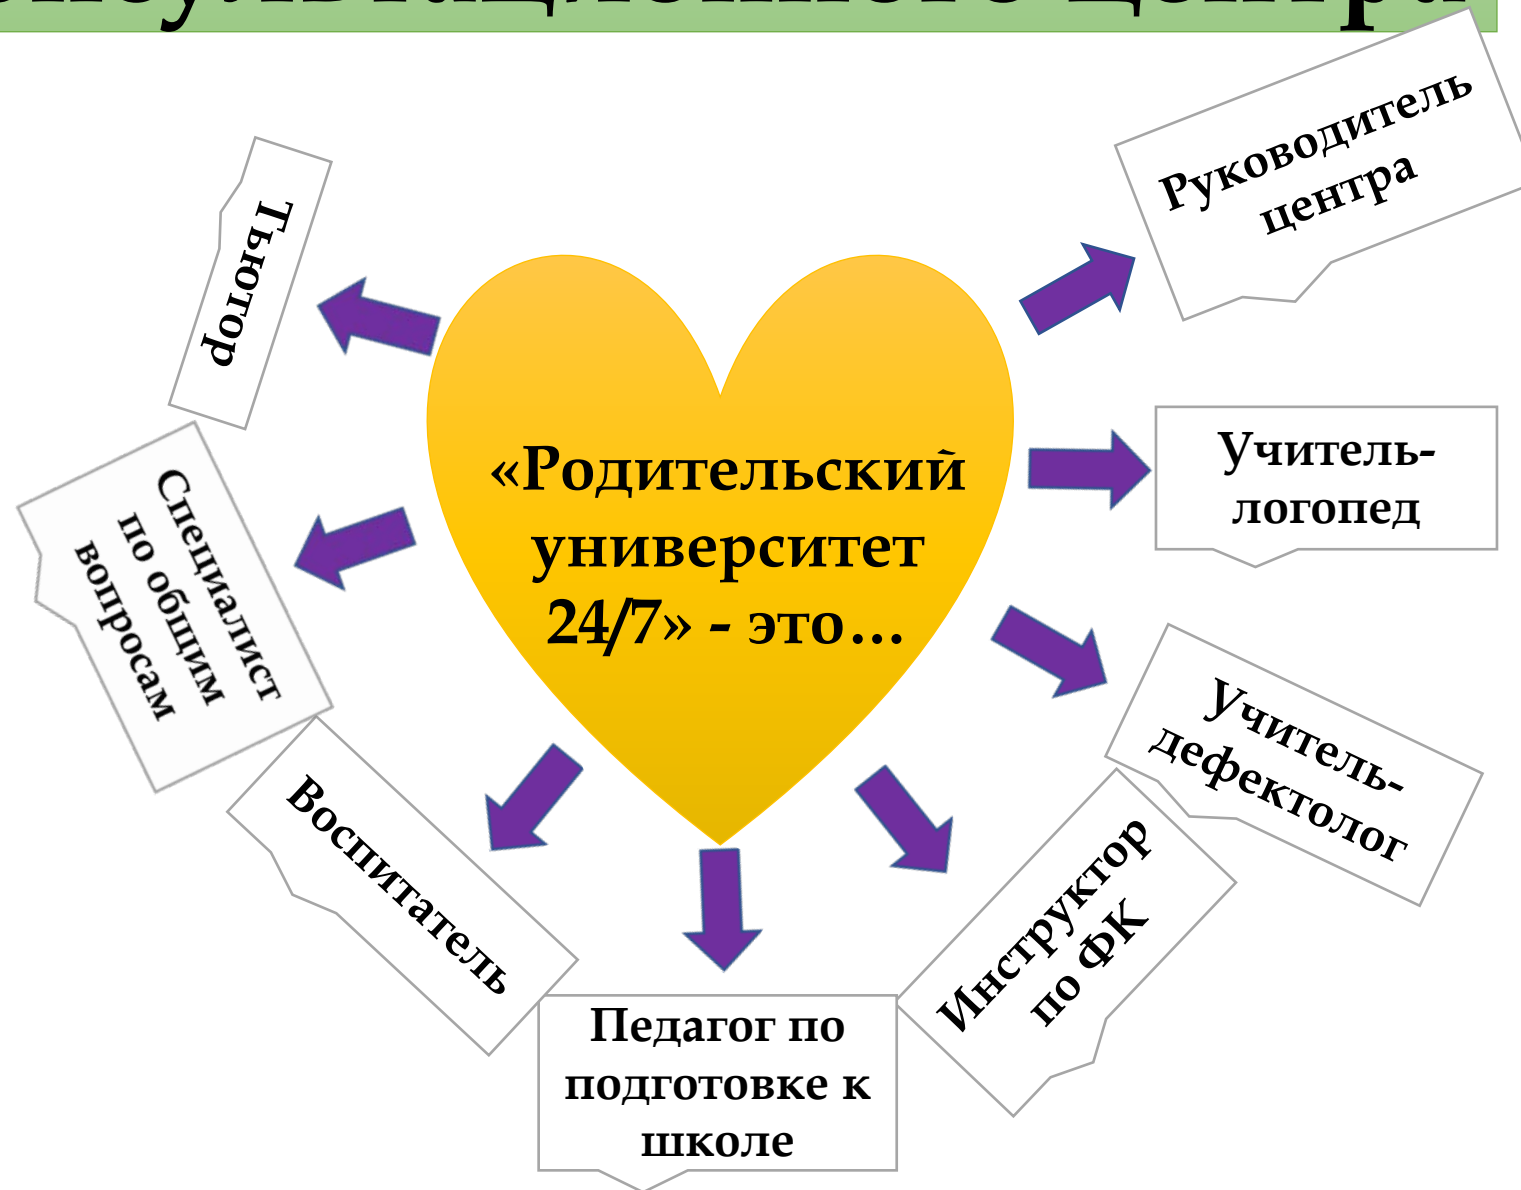 центра
«Родительский
университет
24/7» - это...
Руководитель
центра
Учитель-
логопед
Учитель-
дефектолог
Инструктор
по ФК
Педагог по
подготовке к
школе
Воспитатель
Специалист
по общим
вопросам
Тьютор